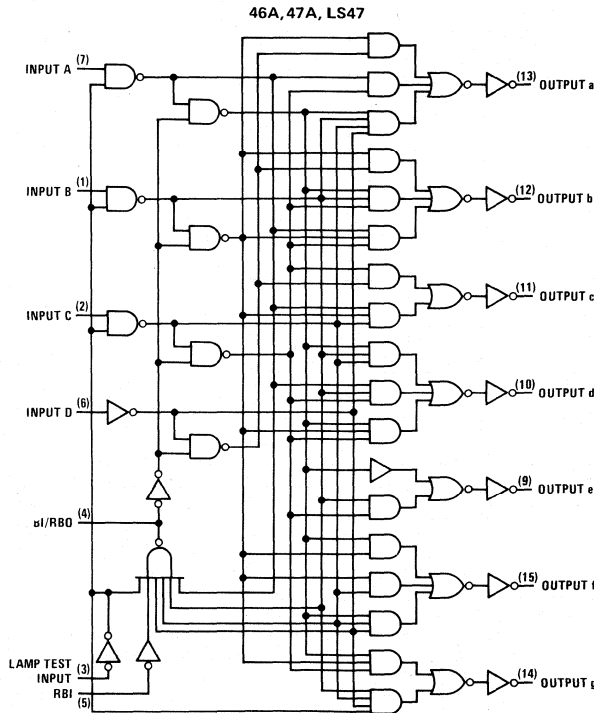 46A, 47A, LS47
INPUT A (7)
(13) OUTPUT a
INPUT B (1)
(12) OUTPUT b
(11) OUTPUT c
INPUT C (2)
(10) OUTPUT d
INPUT D (6)
(9) OUTPUT e
BI/RBO (4)
(15) OUTPUT f
LAMP TEST
INPUT (3)
(14) OUTPUT g
RBI
(5)